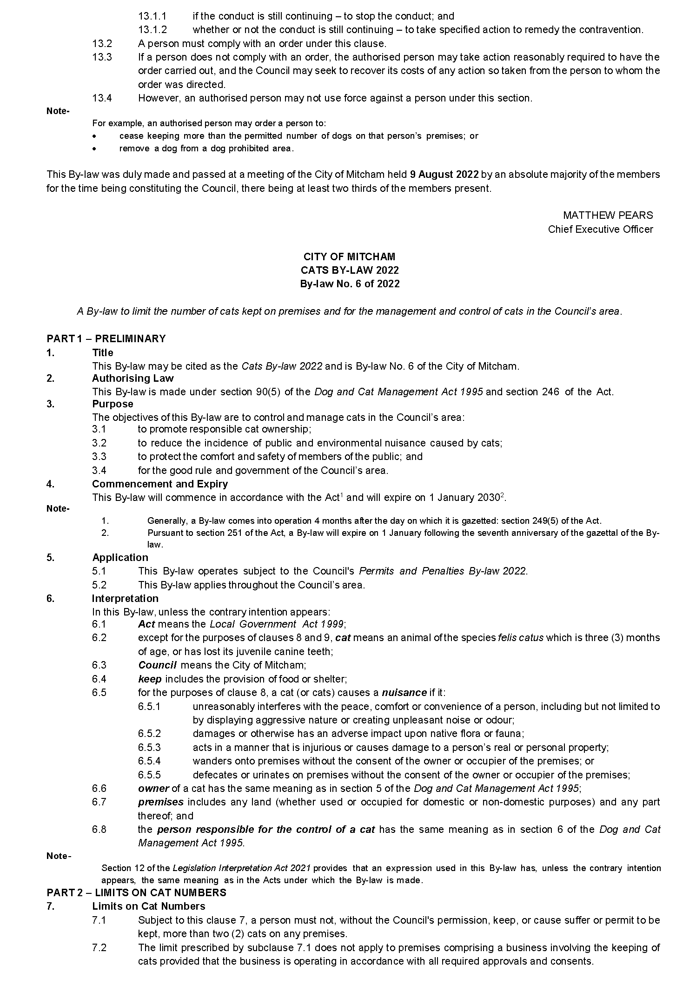 13.1.1 if the conduct is still continuing – to stop the conduct; and
13.1.2 whether or not the conduct is still continuing – to take specified action to remedy the contravention.
13.2 A person must comply with an order under this clause.
13.3 If a person does not comply with an order, the authorised person may take action reasonably required to have the
order carried out, and the Council may seek to recover its costs of any action so taken from the person to whom the
order was directed.
13.4 However, an authorised person may not use force against a person under this section.
Note-
For example, an authorised person may order a person to:
• cease keeping more than the permitted number of dogs on that person’s premises; or
• remove a dog from a dog prohibited area.
This By-law was duly made and passed at a meeting of the City of Mitcham held 9 August 2022 by an absolute majority of the members
for the time being constituting the Council, there being at least two thirds of the members present.
MATTHEW PEARS
Chief Executive Officer
CITY OF MITCHAM
CATS BY-LAW 2022
By-law No. 6 of 2022
A By-law to limit the number of cats kept on premises and for the management and control of cats in the Council’s area.
PART 1 – PRELIMINARY
1. Title
This By-law may be cited as the Cats By-law 2022 and is By-law No. 6 of the City of Mitcham.
2. Authorising Law
This By-law is made under section 90(5) of the Dog and Cat Management Act 1995 and section 246 of the Act.
3. Purpose
The objectives of this By-law are to control and manage cats in the Council’s area:
3.1 to promote responsible cat ownership;
3.2 to reduce the incidence of public and environmental nuisance caused by cats;
3.3 to protect the comfort and safety of members of the public; and
3.4 for the good rule and government of the Council’s area.
4. Commencement and Expiry
This By-law will commence in accordance with the Act¹ and will expire on 1 January 2030².
Note-
1. Generally, a By-law comes into operation 4 months after the day on which it is gazetted: section 249(5) of the Act.
2. Pursuant to section 251 of the Act, a By-law will expire on 1 January following the seventh anniversary of the gazettal of the By-
law.
5. Application
5.1 This By-law operates subject to the Council's Permits and Penalties By-law 2022.
5.2 This By-law applies throughout the Council’s area.
6. Interpretation
In this By-law, unless the contrary intention appears:
6.1 Act means the Local Government Act 1999;
6.2 except for the purposes of clauses 8 and 9, cat means an animal of the species felis catus which is three (3) months
of age, or has lost its juvenile canine teeth;
6.3 Council means the City of Mitcham;
6.4 keep includes the provision of food or shelter;
6.5 for the purposes of clause 8, a cat (or cats) causes a nuisance if it:
6.5.1 unreasonably interferes with the peace, comfort or convenience of a person, including but not limited to
by displaying aggressive nature or creating unpleasant noise or odour;
6.5.2 damages or otherwise has an adverse impact upon native flora or fauna;
6.5.3 acts in a manner that is injurious or causes damage to a person’s real or personal property;
6.5.4 wanders onto premises without the consent of the owner or occupier of the premises; or
6.5.5 defecates or urinates on premises without the consent of the owner or occupier of the premises;
6.6 owner of a cat has the same meaning as in section 5 of the Dog and Cat Management Act 1995;
6.7 premises includes any land (whether used or occupied for domestic or non-domestic purposes) and any part
thereof; and
6.8 the person responsible for the control of a cat has the same meaning as in section 6 of the Dog and Cat
Management Act 1995.
Note-
Section 12 of the Legislation Interpretation Act 2021 provides that an expression used in this By-law has, unless the contrary intention
appears, the same meaning as in the Acts under which the By-law is made.
PART 2 – LIMITS ON CAT NUMBERS
7. Limits on Cat Numbers
7.1 Subject to this clause 7, a person must not, without the Council's permission, keep, or cause suffer or permit to be
kept, more than two (2) cats on any premises.
7.2 The limit prescribed by subclause 7.1 does not apply to premises comprising a business involving the keeping of
cats provided that the business is operating in accordance with all required approvals and consents.